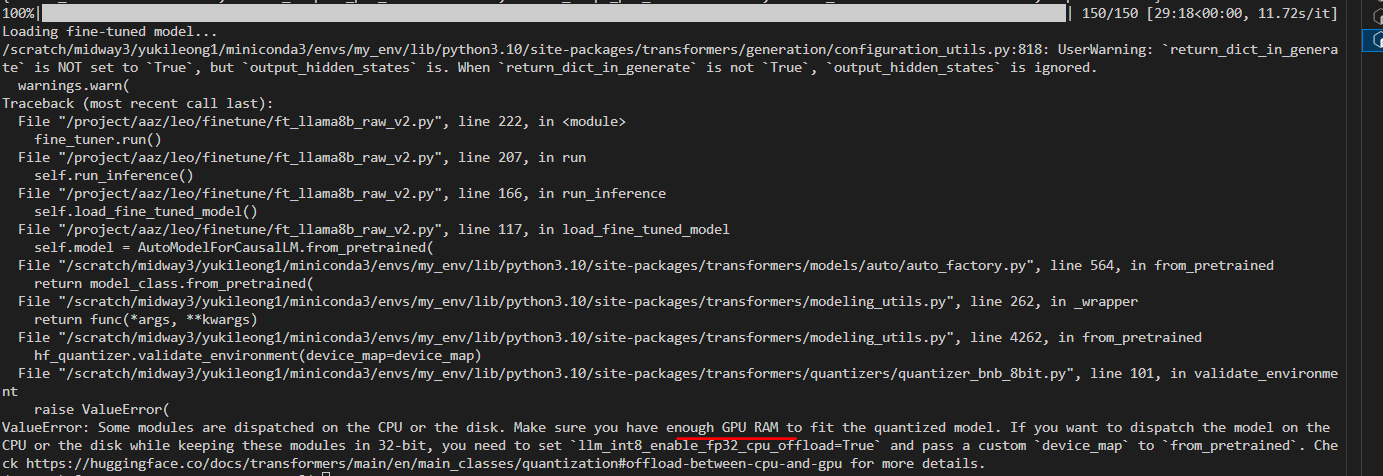 100%| | 150/150 [29:18<00:00, 11.72s/it]
Loading fine-tuned model...
/scratch/midway3/yukileong1/miniconda3/envs/my_env/lib/python3.10/site-packages/transformers/generation/configuration_utils.py:818: UserWarning: `return_dict_in_genera
te` is NOT set to `True`, but `output_hidden_states` is. When `return_dict_in_generate` is not `True`, `output_hidden_states` is ignored.
  warnings.warn(
Traceback (most recent call last):
  File "/project/aaz/leo/finetune/ft_llama8b_raw_v2.py", line 222, in <module>
    fine_tuner.run()
  File "/project/aaz/leo/finetune/ft_llama8b_raw_v2.py", line 207, in run
    self.run_inference()
  File "/project/aaz/leo/finetune/ft_llama8b_raw_v2.py", line 166, in run_inference
    self.load_fine_tuned_model()
  File "/project/aaz/leo/finetune/ft_llama8b_raw_v2.py", line 117, in load_fine_tuned_model
    self.model = AutoModelForCausalLM.from_pretrained(
  File "/scratch/midway3/yukileong1/miniconda3/envs/my_env/lib/python3.10/site-packages/transformers/models/auto/auto_factory.py", line 564, in from_pretrained
    return model_class.from_pretrained(
  File "/scratch/midway3/yukileong1/miniconda3/envs/my_env/lib/python3.10/site-packages/transformers/modeling_utils.py", line 262, in _wrapper
    return func(*args, **kwargs)
  File "/scratch/midway3/yukileong1/miniconda3/envs/my_env/lib/python3.10/site-packages/transformers/modeling_utils.py", line 4262, in from_pretrained
    hf_quantizer.validate_environment(device_map=device_map)
  File "/scratch/midway3/yukileong1/miniconda3/envs/my_env/lib/python3.10/site-packages/transformers/quantizers/quantizer_bnb_8bit.py", line 101, in validate_environme
nt
    raise ValueError(
ValueError: Some modules are dispatched on the CPU or the disk. Make sure you have enough GPU RAM to fit the quantized model. If you want to dispatch the model on the
CPU or the disk while keeping these modules in 32-bit, you need to set `llm_int8_enable_fp32_cpu_offload=True` and pass a custom `device_map` to `from_pretrained`. Che
ck https://huggingface.co/docs/transformers/main/en/main_classes/quantization#offload-between-cpu-and-gpu for more details.